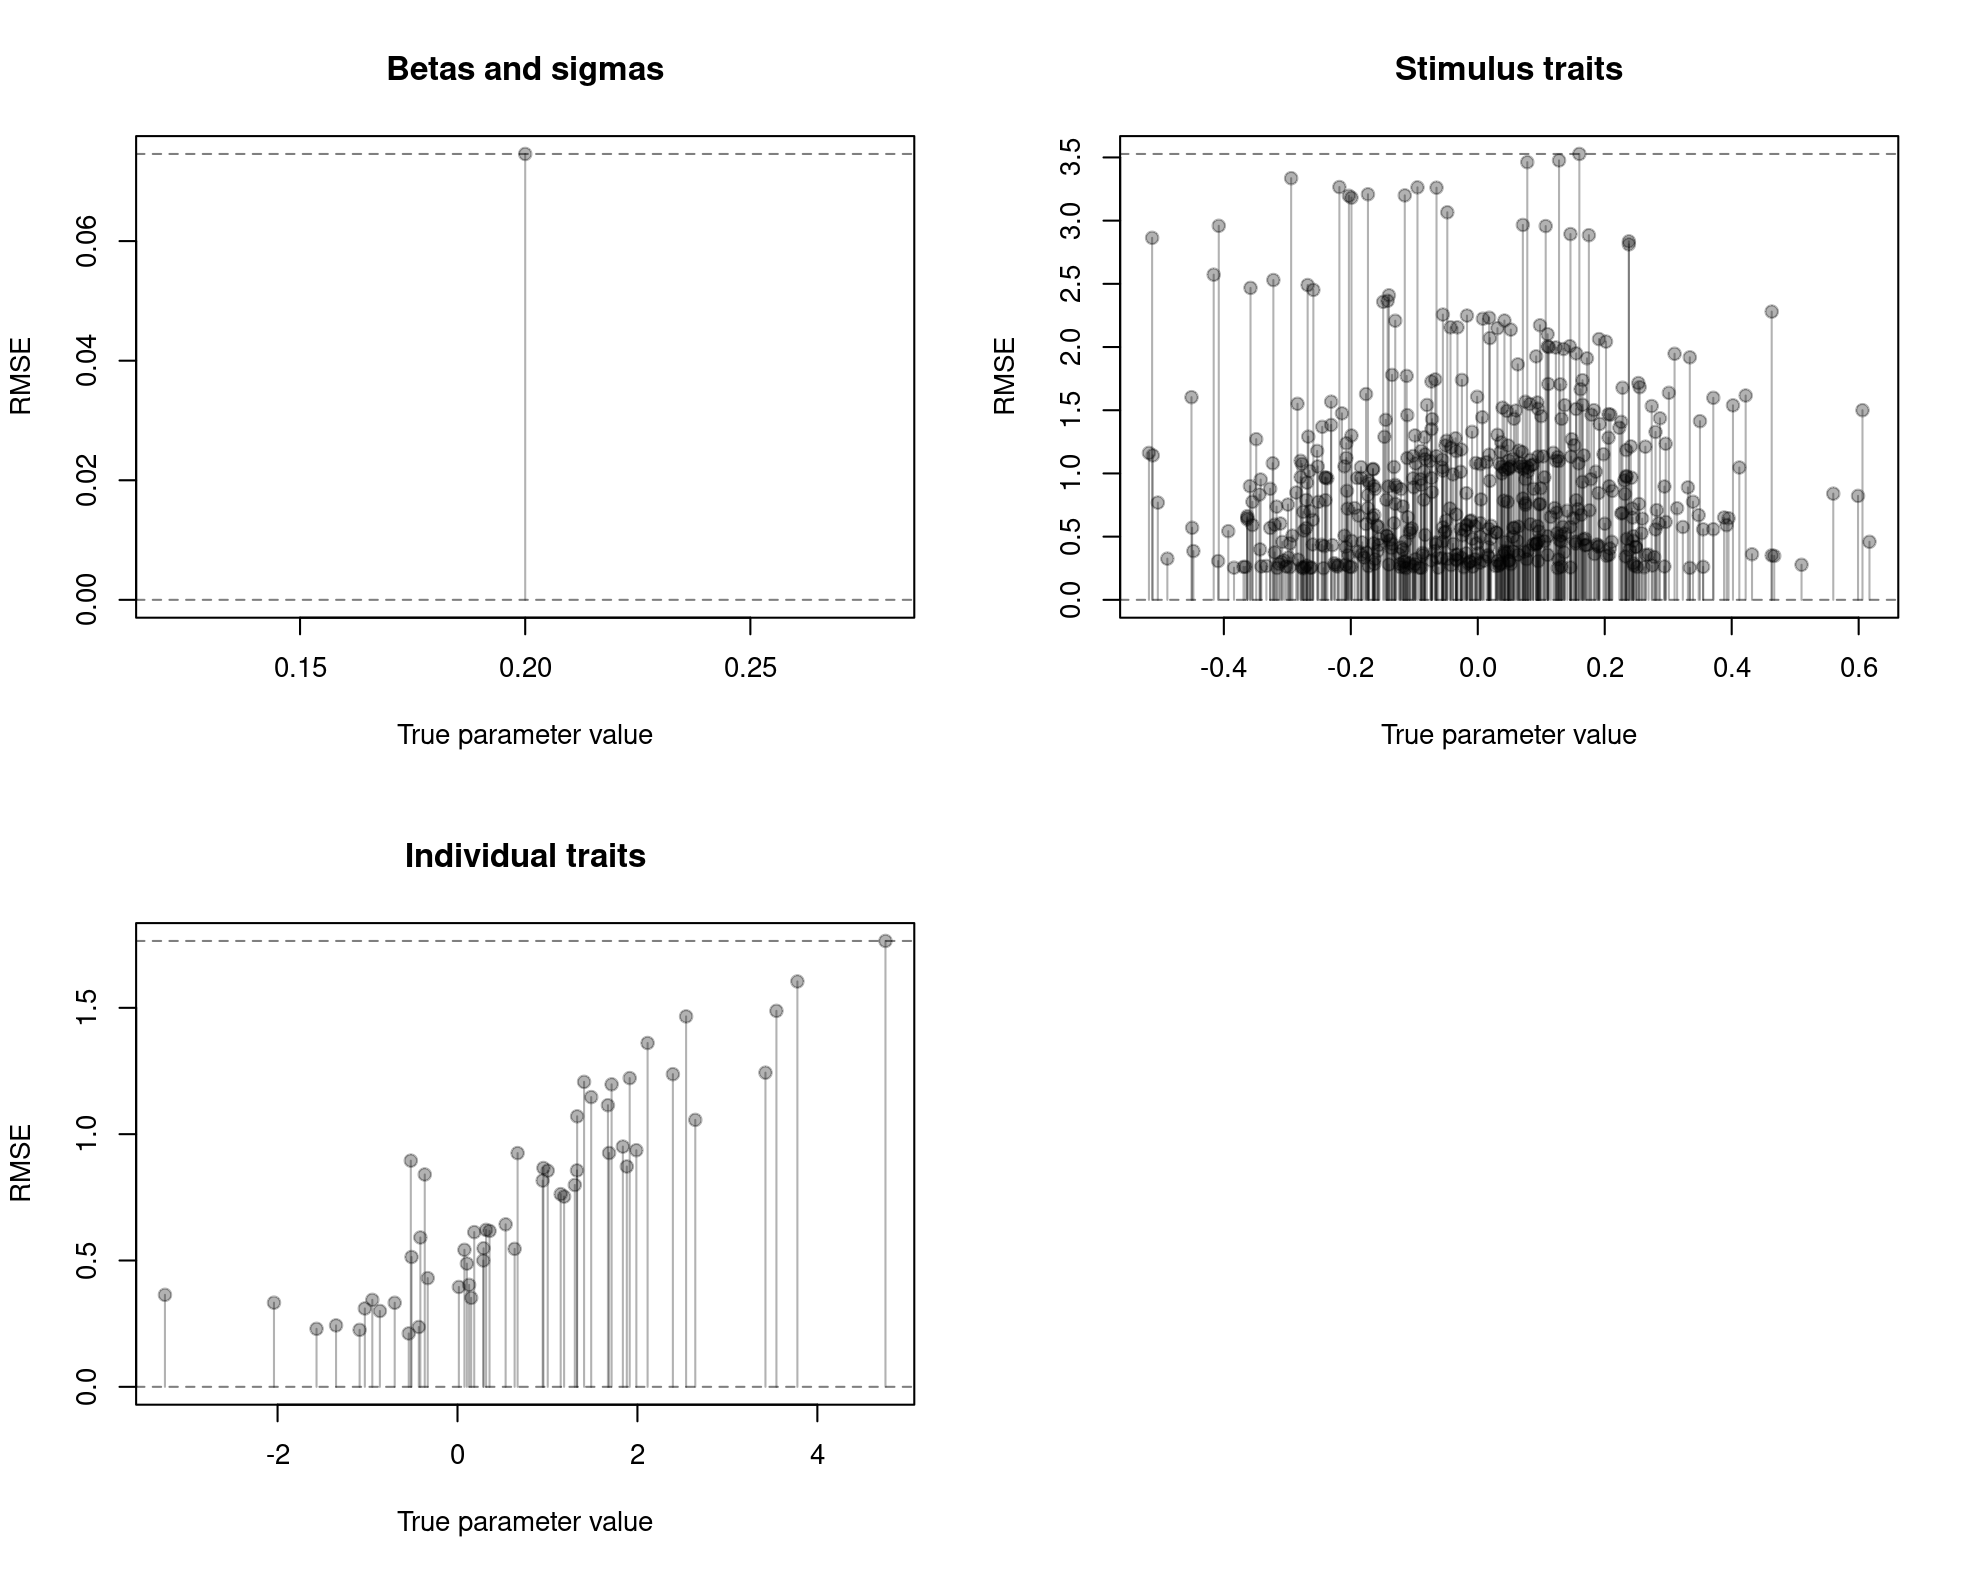 Betas and sigmas
RMSE
0.00 0.02 0.04 0.06
0.15 0.20 0.25
True parameter value
Stimulus traits
RMSE
0.0 0.5 1.0 1.5 2.0 2.5 3.0 3.5
-0.4 -0.2 0.0 0.2 0.4 0.6
True parameter value
Individual traits
RMSE
0.0 0.5 1.0 1.5
-2 0 2 4
True parameter value